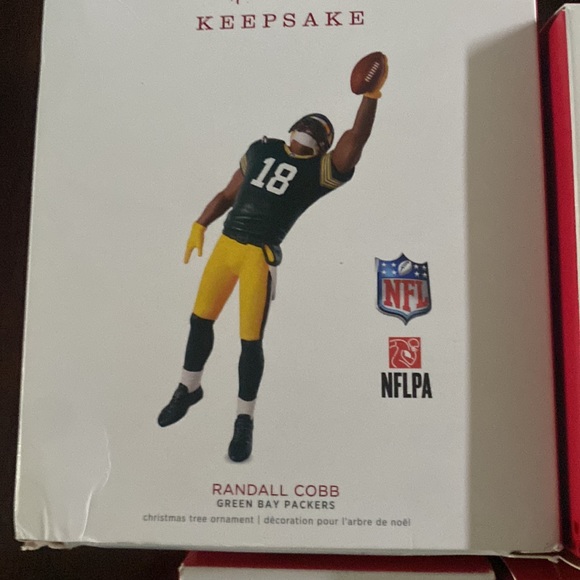 KEEPSAKE
18
NFL
NFLPA
RANDALL COBB
GREEN BAY PACKERS
christmas tree ornament | décoration pour l'arbre de noël